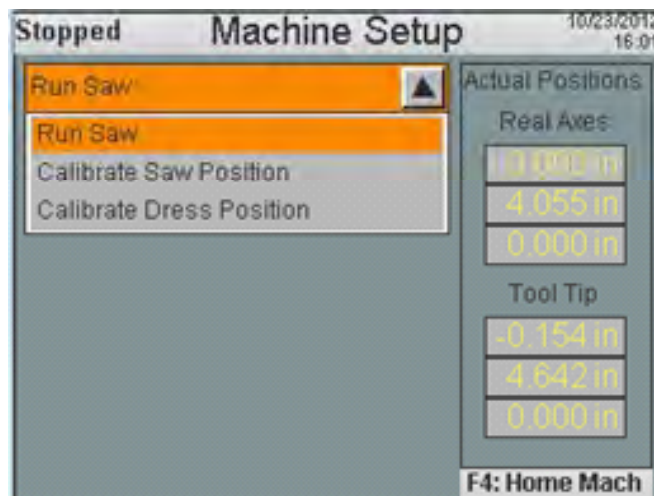 Stopped
Machine Setup
10/23/2012
16:01
Run Saw
Run Saw
Calibrate Saw Position
Calibrate Dress Position
Actual Positions
Real Axes
4.055 in
0.000 in
Tool Tip
-0.154 in
4.642 in
0.000 in
F4: Home Mach